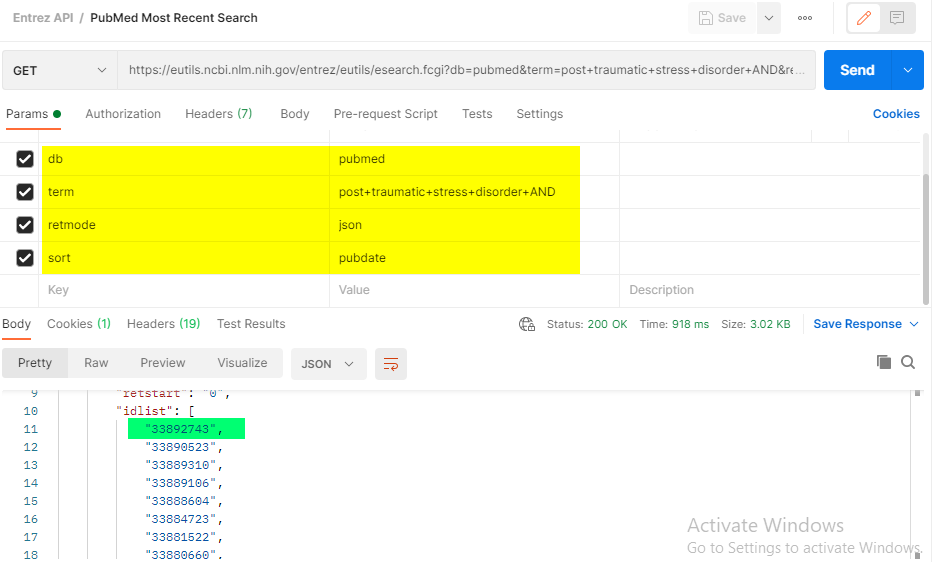 Entrez API / PubMed Most Recent Search
Save
GET https://eutils.ncbi.nlm.nih.gov/entrez/eutils/esearch.fcgi?db=pubmed&term=post+traumatic+stress+disorder+AND&re...
Send
Params Authorization Headers (7) Body Pre-request Script Tests Settings Cookies
db pubmed
term post+traumatic+stress+disorder+AND
retmode json
sort pubdate
Key Value Description
Body Cookies (1) Headers (19) Test Results Status: 200 OK Time: 918 ms Size: 3.02 KB Save Response
Pretty Raw Preview Visualize JSON
9 "retstart": "0",
10 "idlist": [
11 "33892743",
12 "33890523",
13 "33889310",
14 "33889106",
15 "33888604",
16 "33884723",
17 "33881522",
18 "33880660",
Activate Windows
Go to Settings to activate Windows.